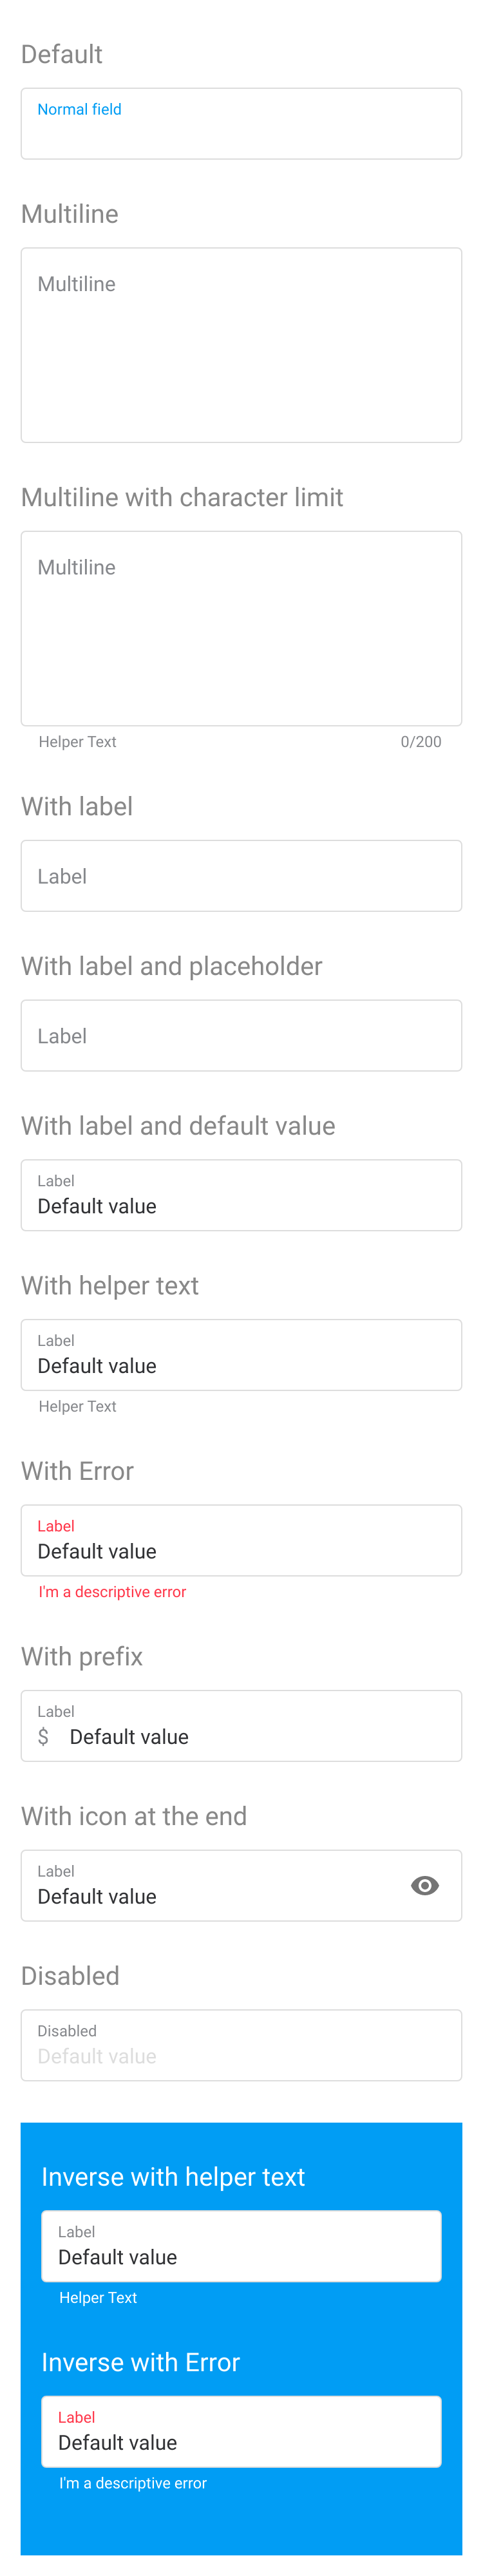 Default
Normal field
Multiline
Multiline
Multiline with character limit
Multiline
Helper Text 0/200
With label
Label
With label and placeholder
Label
With label and default value
Label
Default value
With helper text
Label
Default value
Helper Text
With Error
Label
Default value
I'm a descriptive error
With prefix
Label
$ Default value
With icon at the end
Label
Default value
Disabled
Disabled
Default value
Inverse with helper text
Label
Default value
Helper Text
Inverse with Error
Label
Default value
I'm a descriptive error